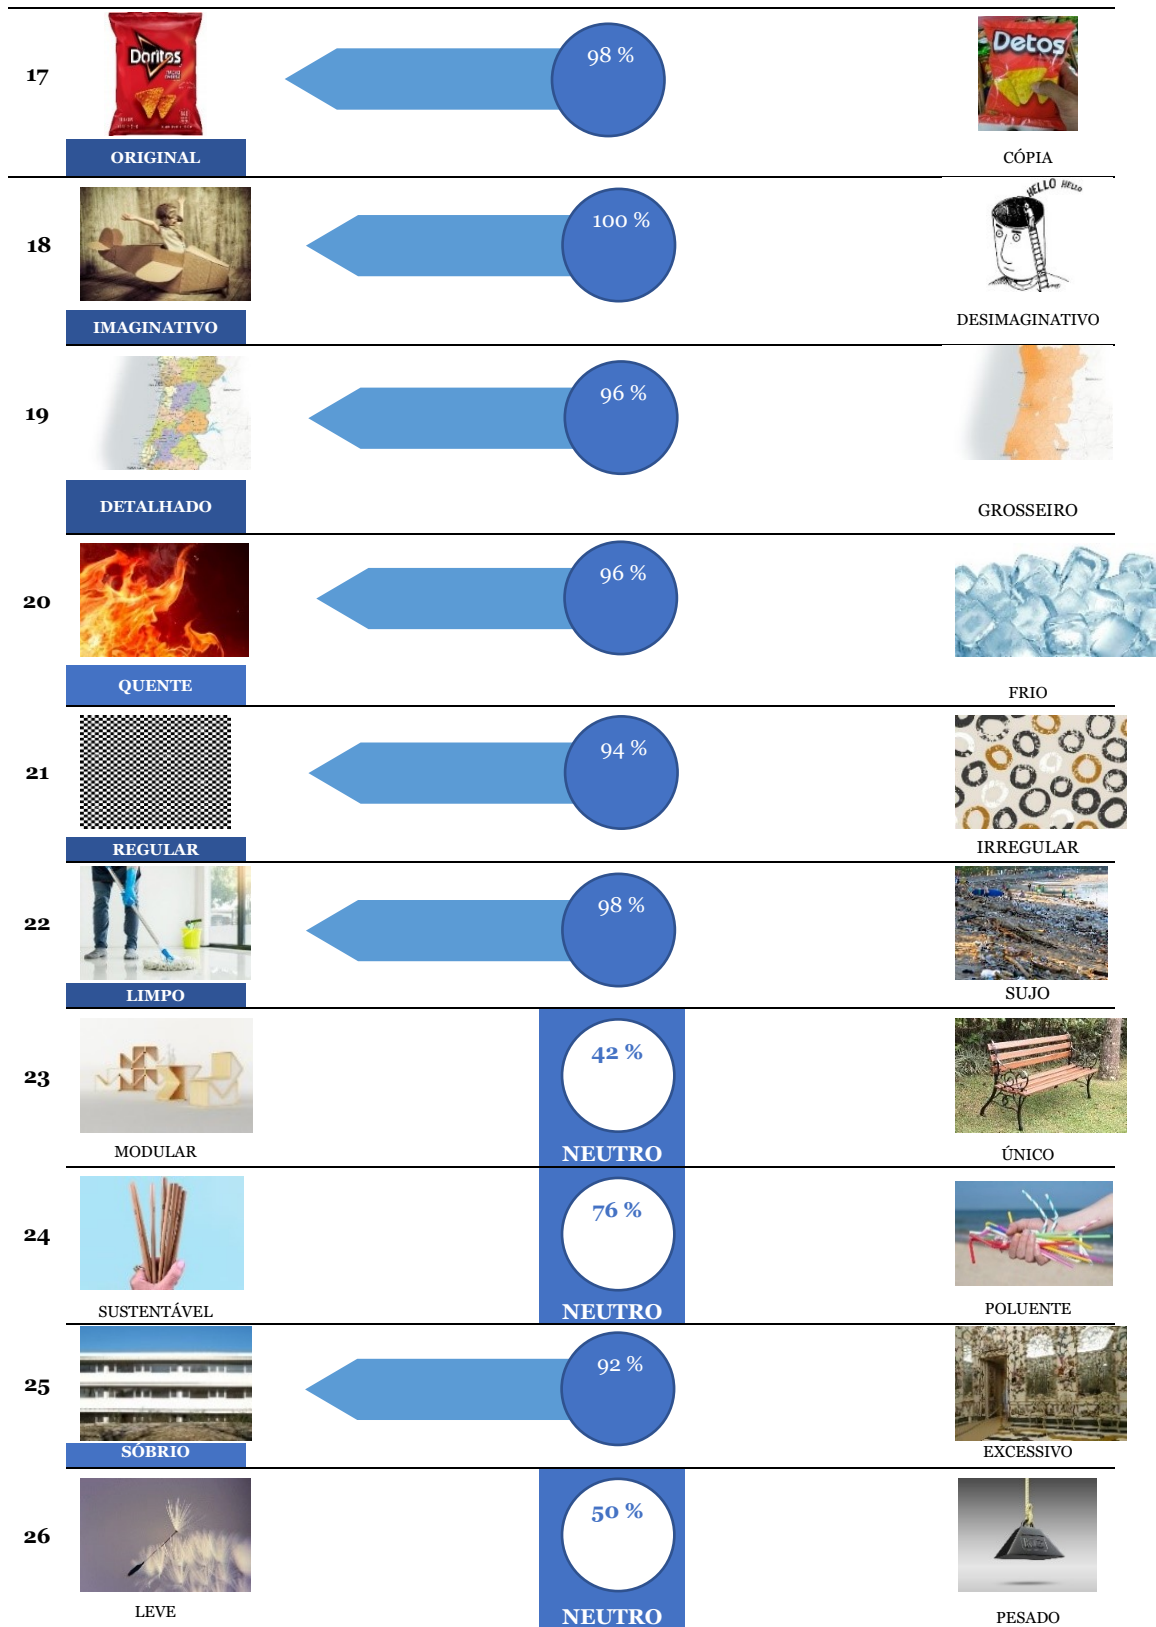 17
Doritos
98 %
Detos
ORIGINAL
CÓPIA
18
100 %
HELLO HELLO
IMAGINATIVO
DESIMAGINATIVO
19
96 %
DETALHADO
GROSSEIRO
20
96 %
QUENTE
FRIO
21
94 %
REGULAR
IRREGULAR
22
98 %
LIMPO
SUJO
23
42 %
MODULAR
NEUTRO
ÚNICO
24
76 %
SUSTENTÁVEL
NEUTRO
POLUENTE
25
92 %
SÓBRIO
EXCESSIVO
26
50 %
LEVE
NEUTRO
PESADO